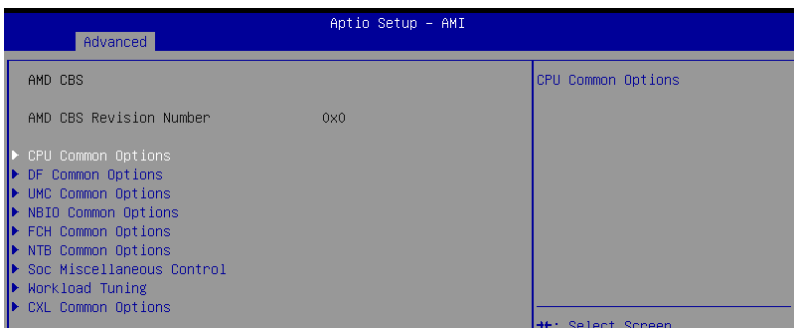 Aptio Setup – AMI
Advanced
AMD CBS
CPU Common Options
AMD CBS Revision Number 0x0
CPU Common Options
DF Common Options
UMC Common Options
NBIO Common Options
FCH Common Options
NTB Common Options
Soc Miscellaneous Control
Workload Tuning
CXL Common Options
: Select Screen